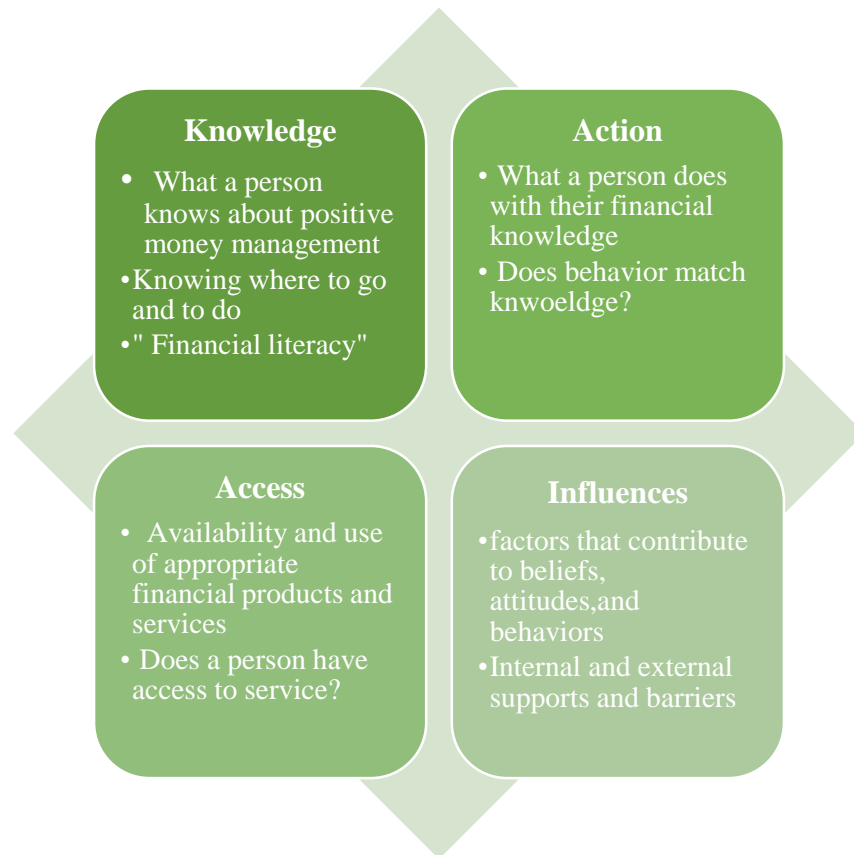 Knowledge
• What a person
know about positive
money management
•Knowing where to go
and to do
•" Financial literacy"
Action
• What a person does
with their financial
knowledge
• Does behavior match
knwoeldge?
Access
• Availability and use
of appropriate
financial products and
services
• Does a person have
access to service?
Influences
•factors that contribute
to beliefs,
attitudes,and
behaviors
•Internal and external
supports and barriers